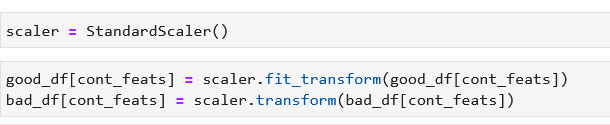 scaler = StandardScaler()
good_df[cont_feats] = scaler.fit_transform(good_df[cont_feats])
bad_df[cont_feats] = scaler.transform(bad_df[cont_feats])